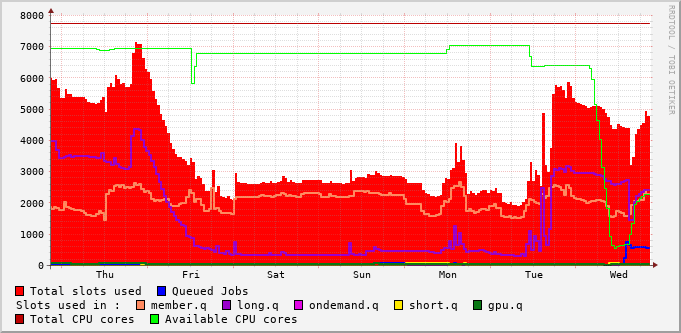 8000
7000
6000
5000
4000
3000
2000
1000
0
Thu Fri Sat Sun Mon Tue Wed
RRDTOOL / TOBI OETIKER
Total slots used Queued Jobs
Slots used in : member.q long.q ondemand.q short.q gpu.q
Total CPU cores Available CPU cores